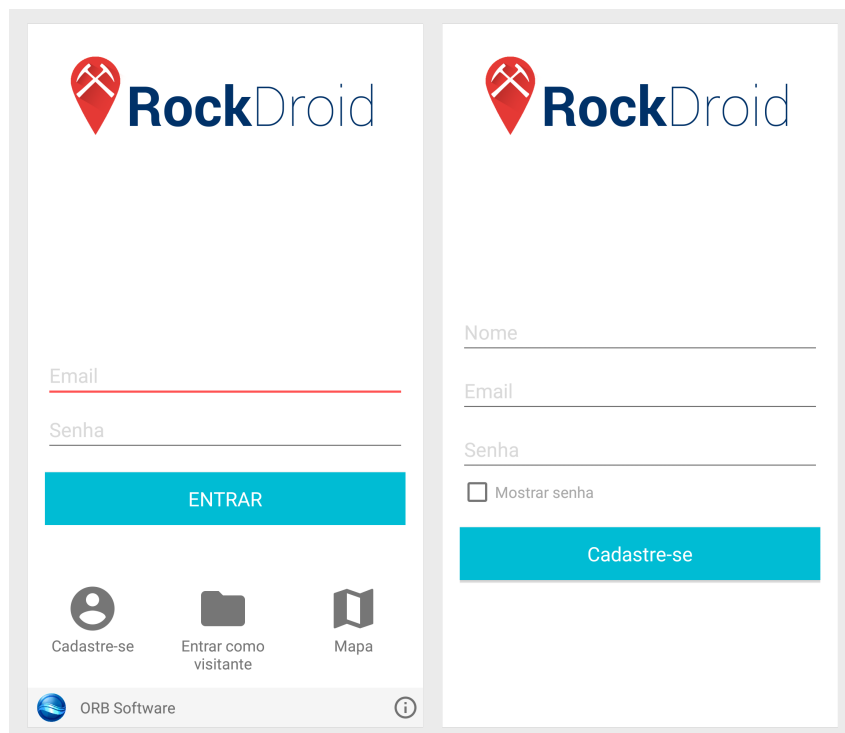 RockDroid
Email
Senha
ENTRAR
Cadastre-se
Entrar como
visitante
Mapa
ORB Software
RockDroid
Nome
Email
Senha
Mostrar senha
Cadastre-se